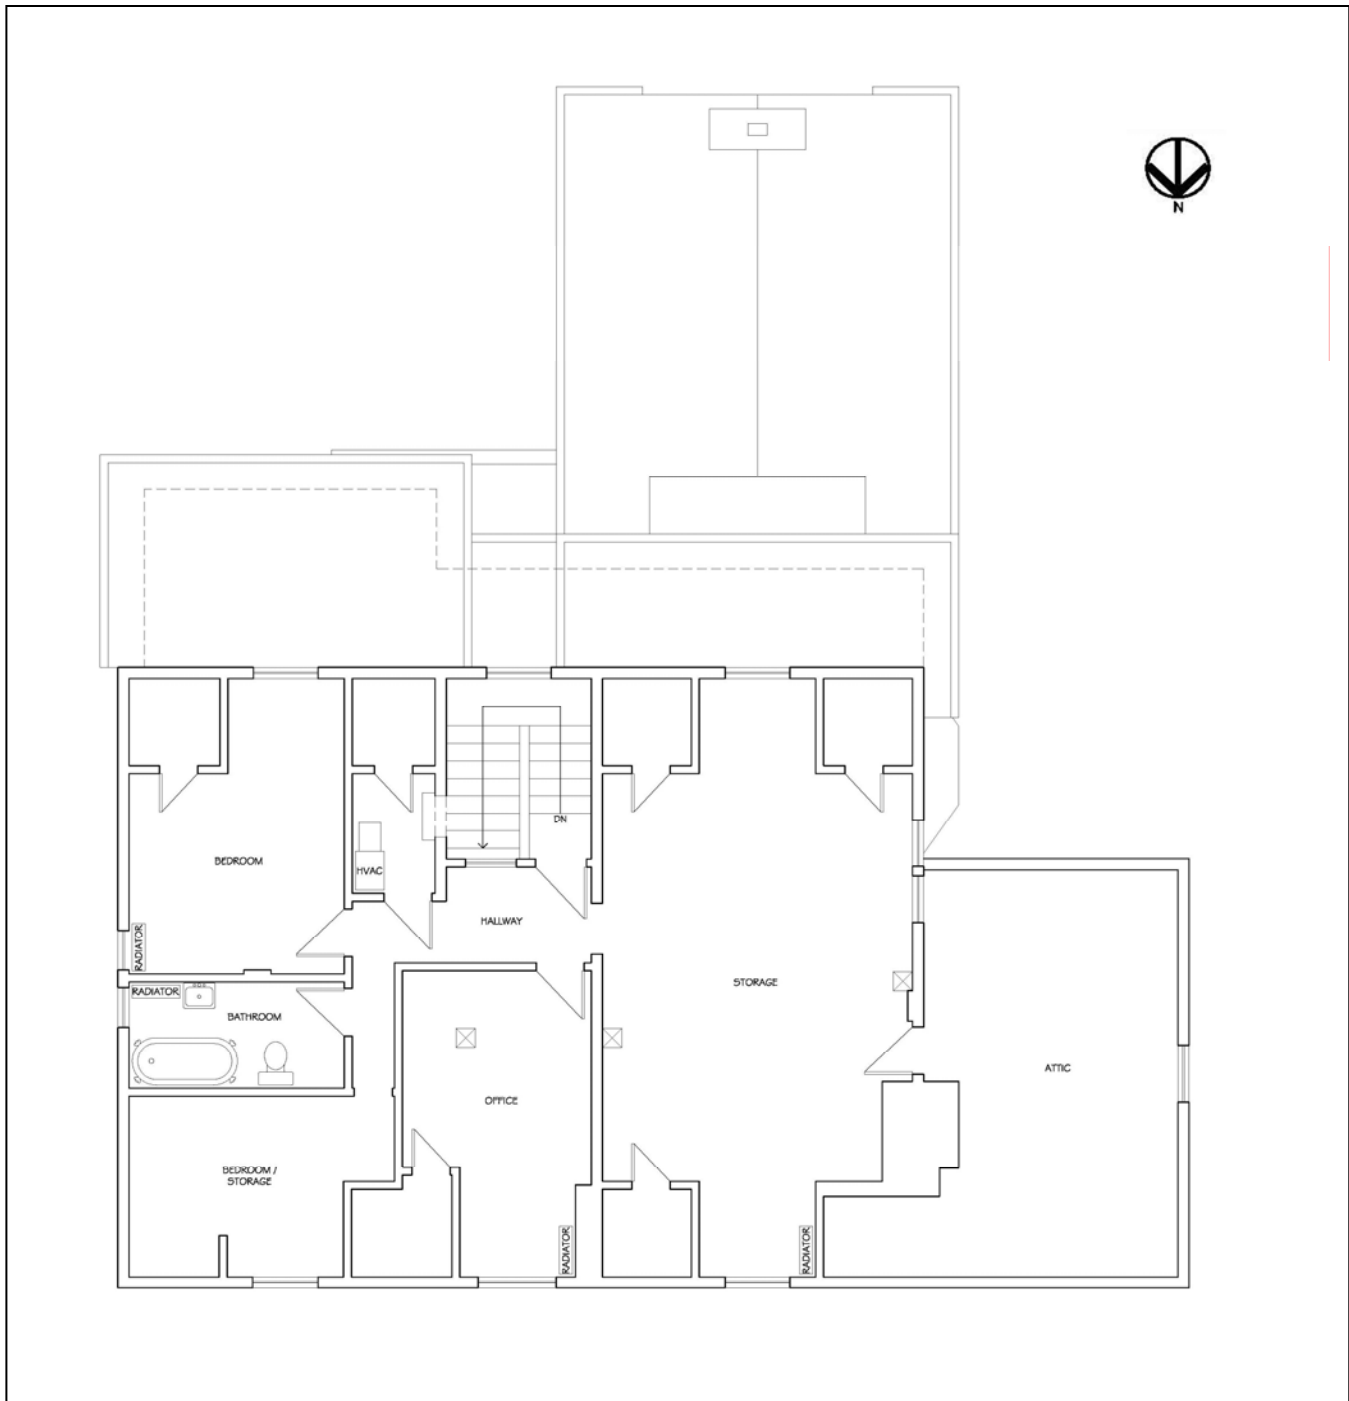 N
DN
BEDROOM
HVAC
HALLWAY
RADIATOR
STORAGE
RADIATOR
BATHROOM
ATTIC
OFFICE
BEDROOM /
STORAGE
RADIATOR
RADIATOR